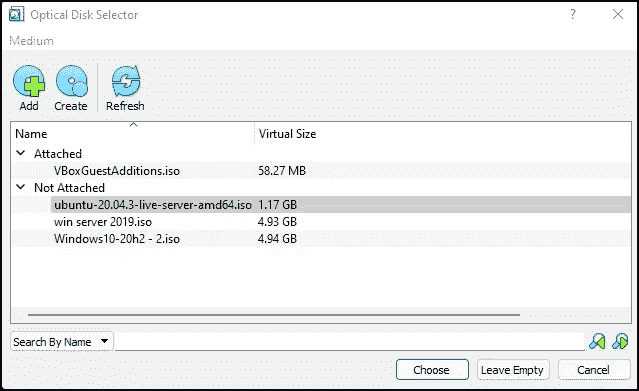 Optical Disk Selector
Medium
Add Create Refresh
Name Virtual Size
Attached
VBoxGuestAdditions.iso 58.27 MB
Not Attached
ubuntu-20.04.3-live-server-amd64.iso 1.17 GB
win server 2019.iso 4.93 GB
Windows10-20h2 - 2.iso 4.94 GB
Search By Name
Choose Leave Empty Cancel